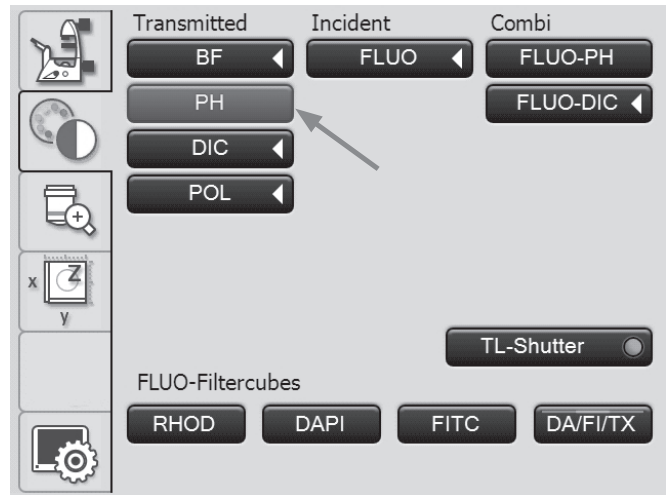 Transmitted Incident Combi
BF FLUO FLUO-PH
PH FLUO-DIC
DIC
POL
x Z
y
TL-Shutter
FLUO-Filtercubes
RHOD DAPI FITC DA/FI/TX